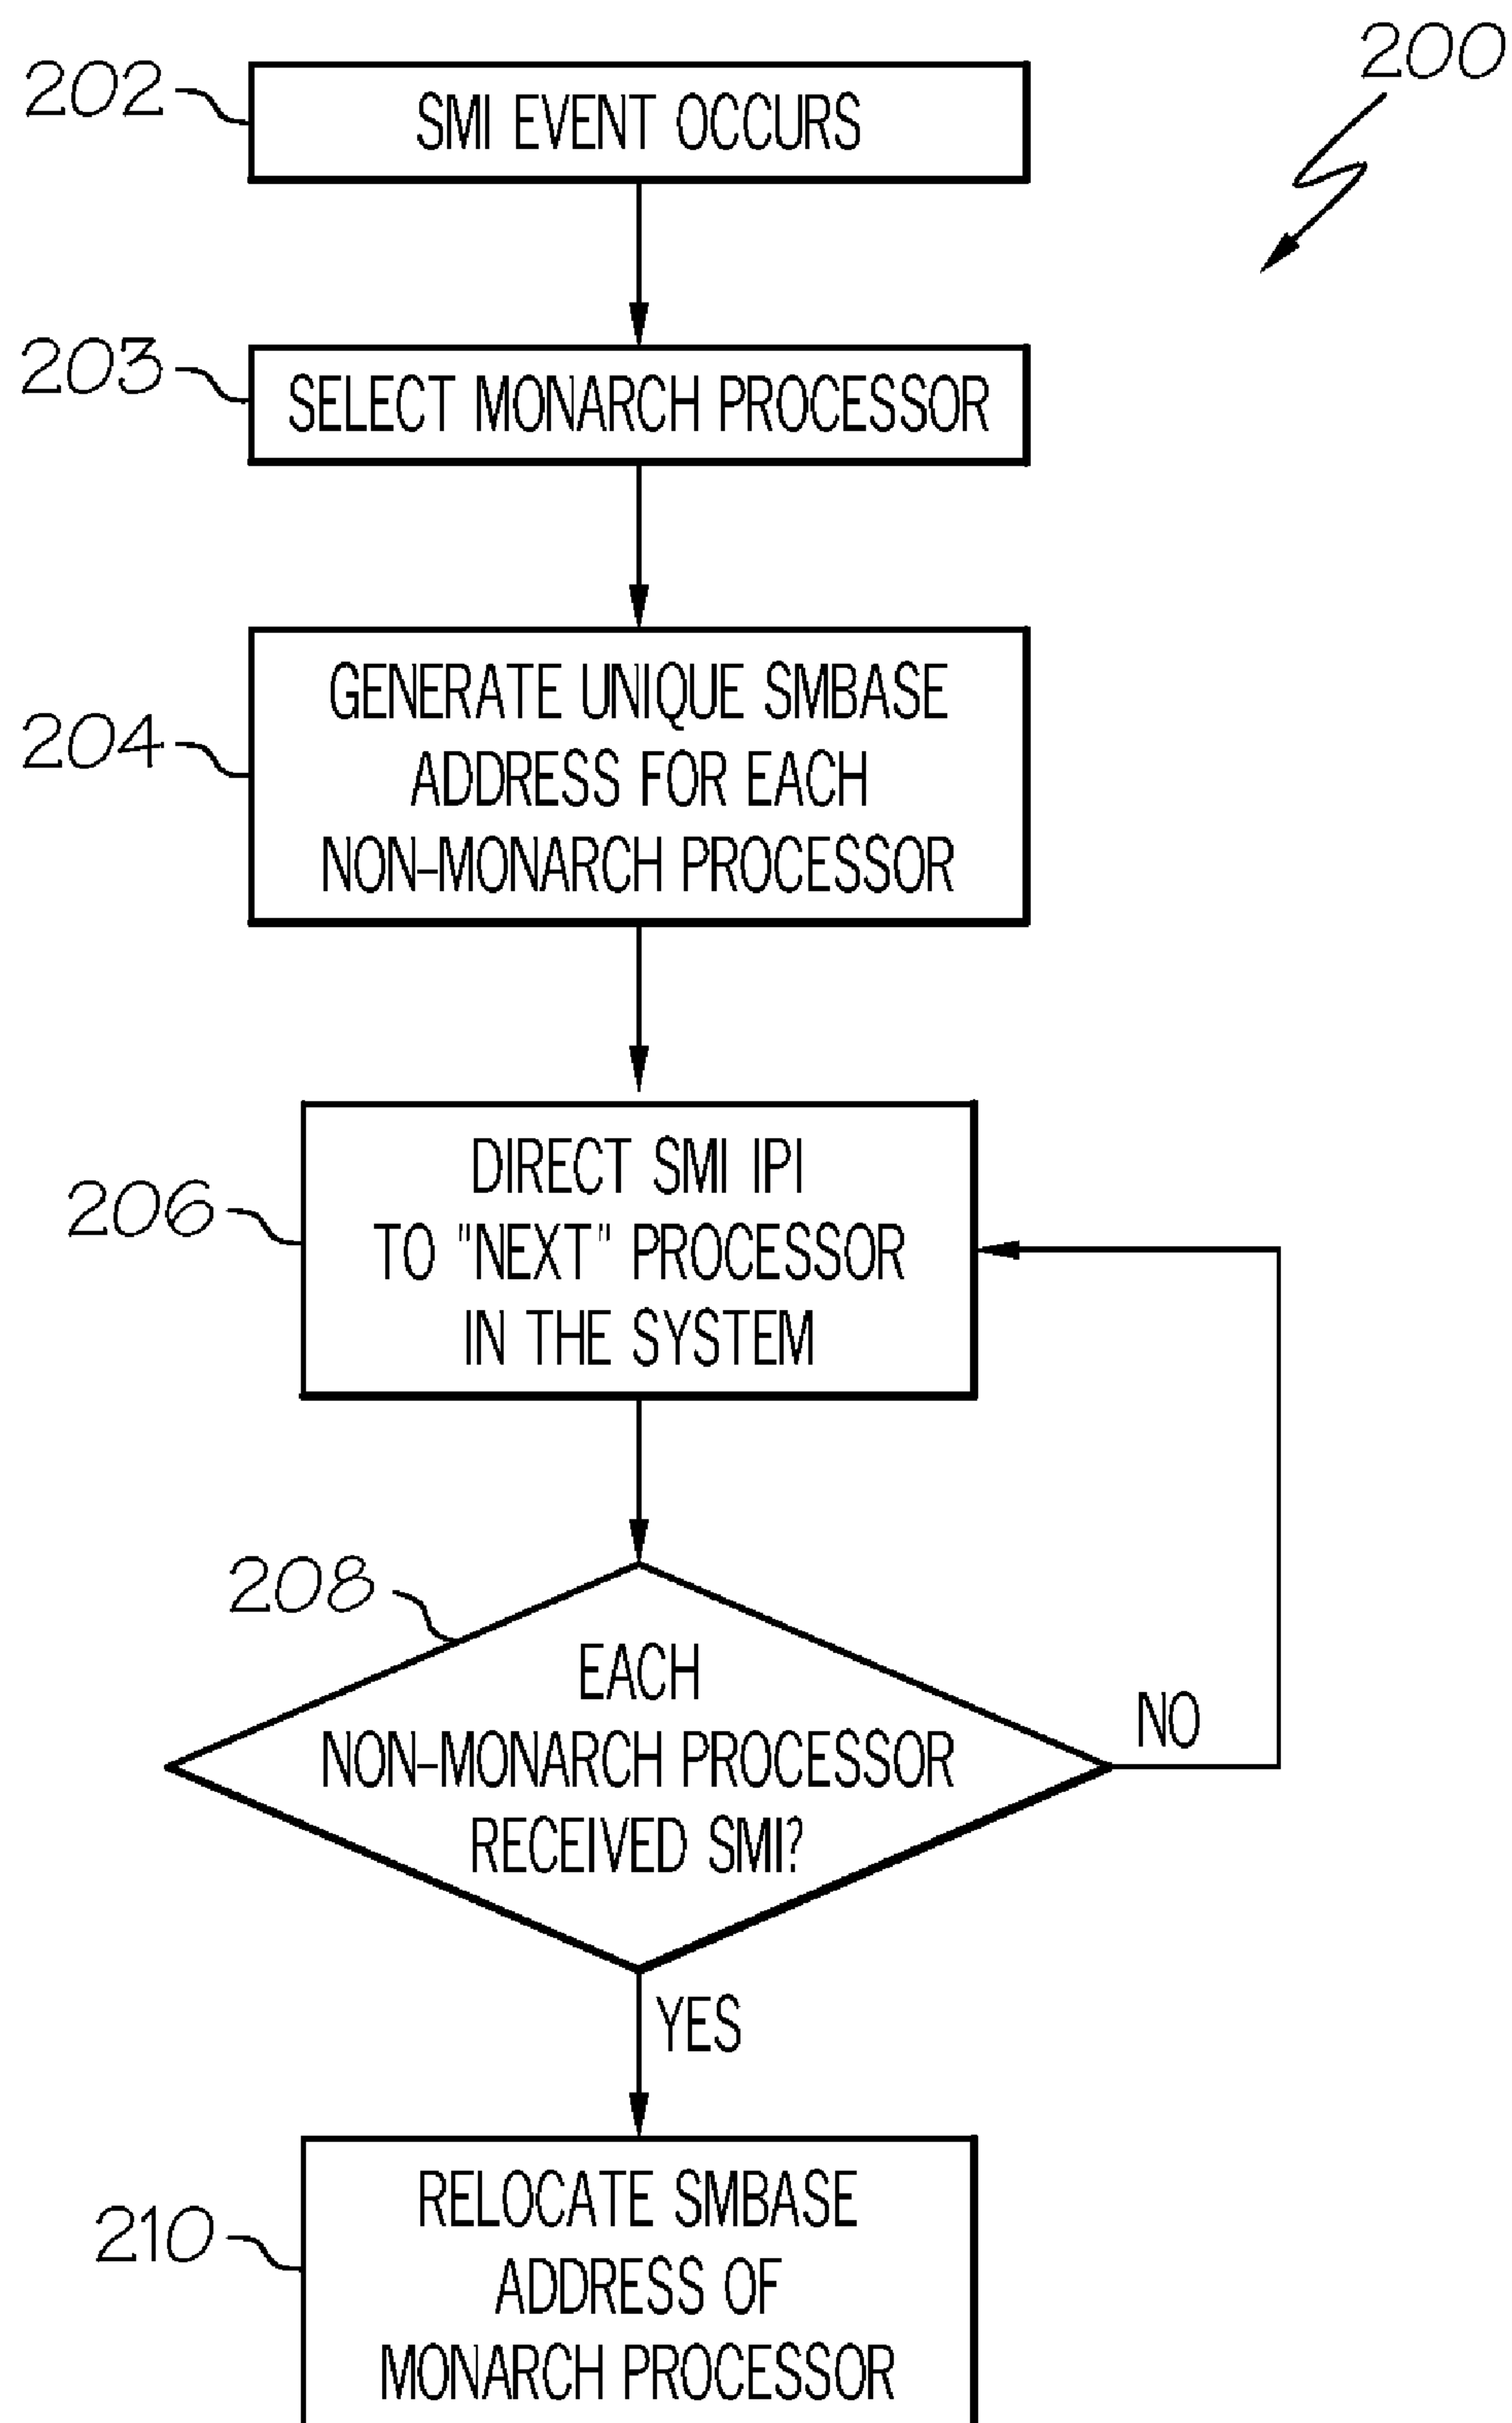 200
202
SMI EVENT OCCURS
203
SELECT MONARCH PROCESSOR
204
GENERATE UNIQUE SMBASE
ADDRESS FOR EACH
NON-MONARCH PROCESSOR
206
DIRECT SMI IPI
TO "NEXT" PROCESSOR
IN THE SYSTEM
208
EACH
NON-MONARCH PROCESSOR
RECEIVED SMI?
NO
YES
210
RELOCATE SMBASE
ADDRESS OF
MONARCH PROCESSOR